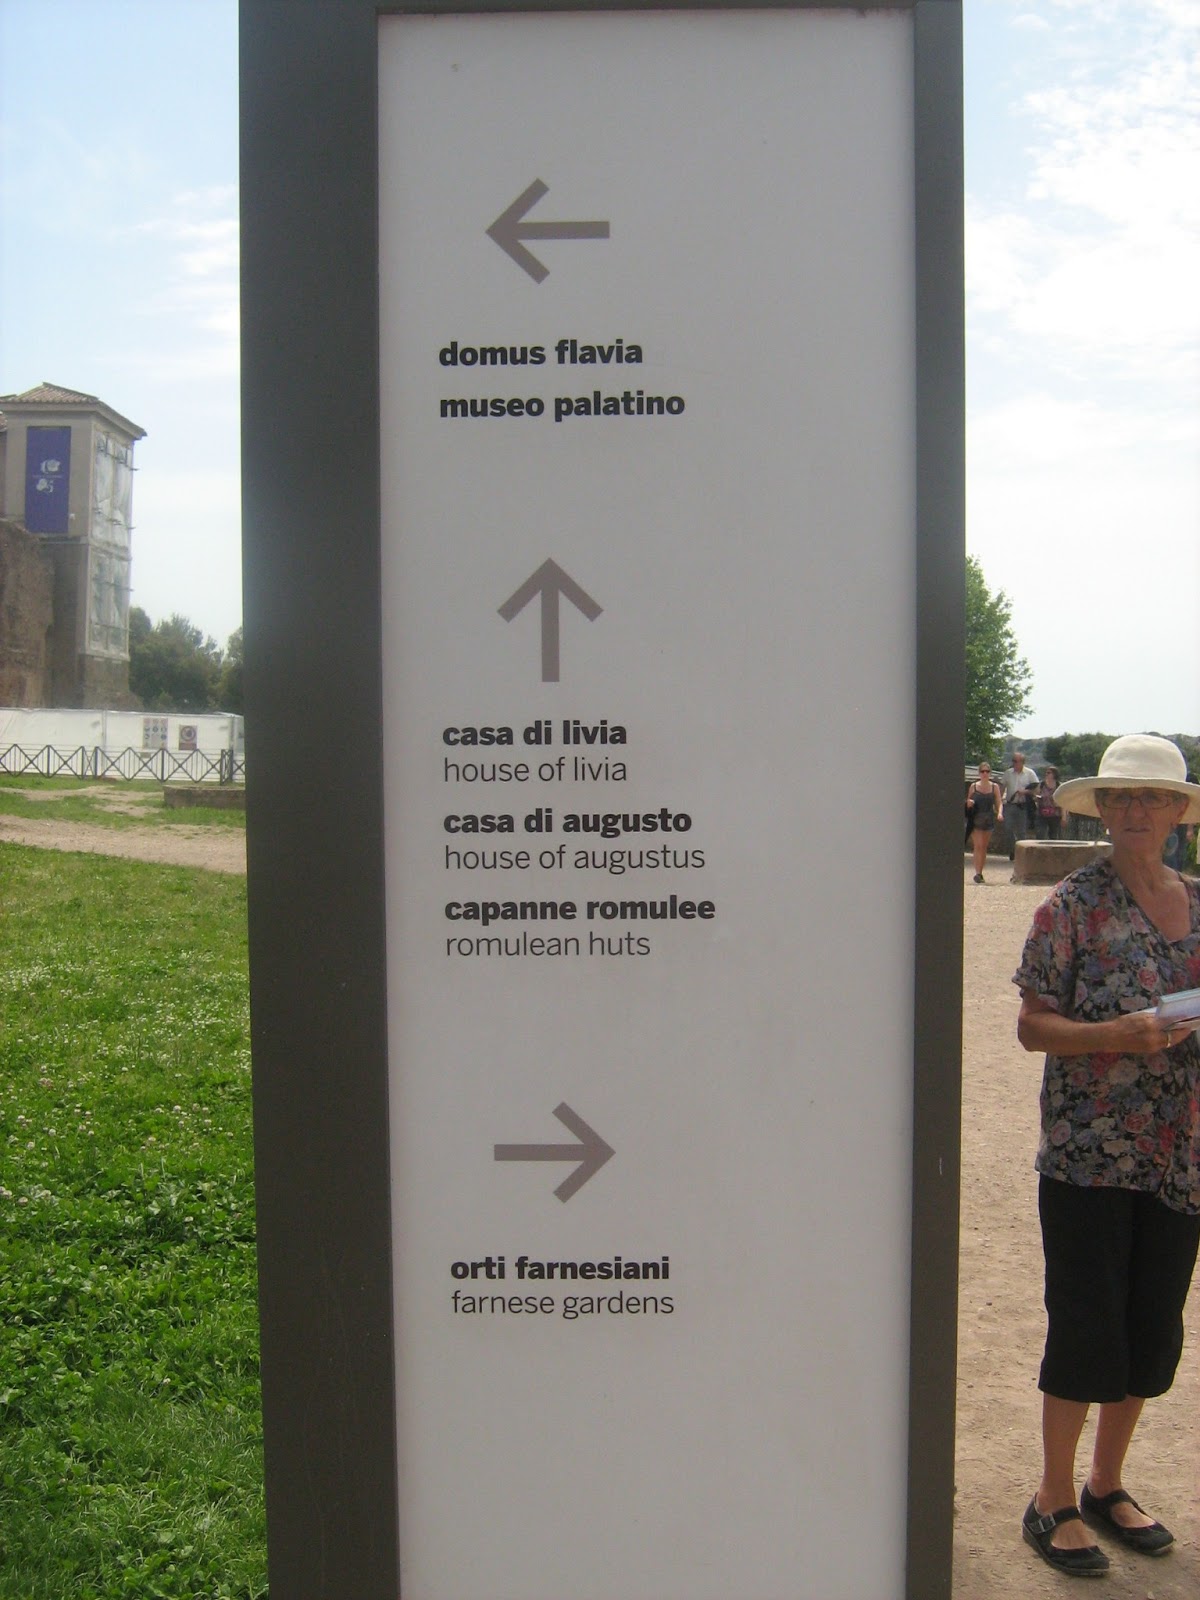 domus flavia
museo palatino
casa di livia
house of livia
casa di augusto
house of augustus
capanne romulee
romulean huts
orti farnesiani
farnese gardens